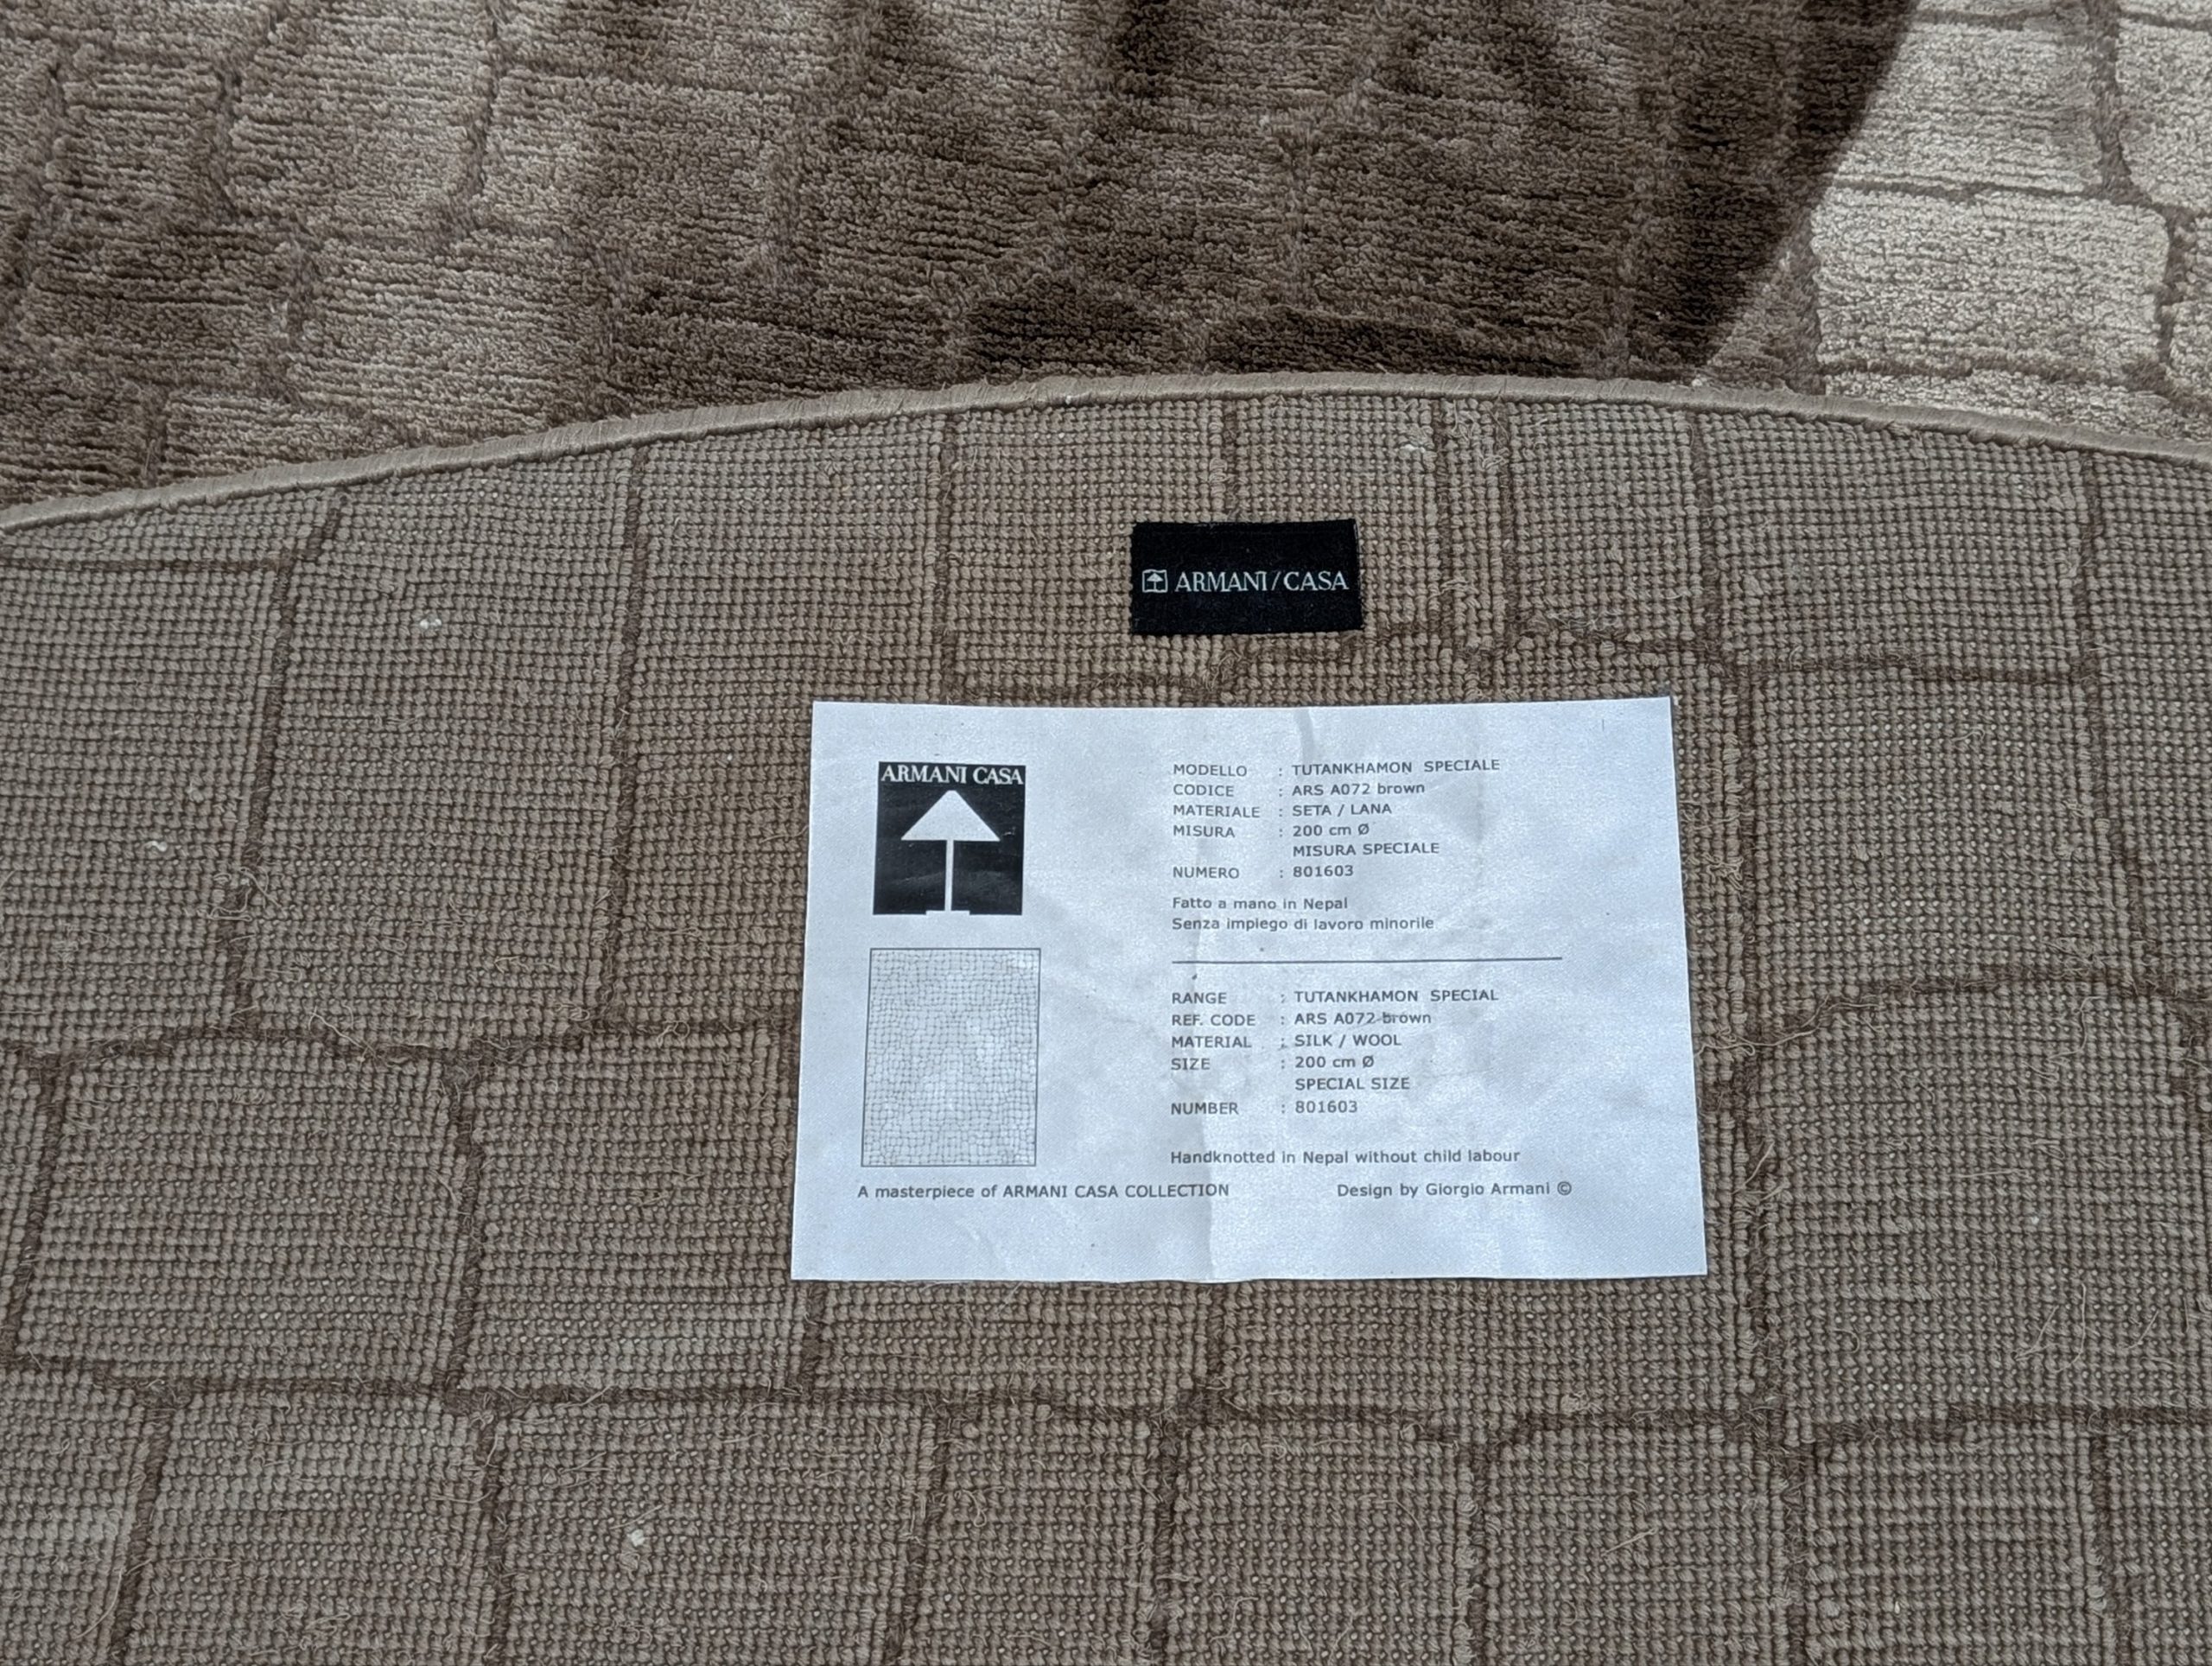 ARMANI/CASA
ARMANI CASA
MODELLO : TUTANKHAMON SPECIALE
CODICE : ARS A072 brown
MATERIALE : SETA / LANA
MISURA : 200 cm Ø
MISURA SPECIALE
NUMERO : 801603
Fatto a mano in Nepal
Senza impiego di lavoro minorile
RANGE : TUTANKHAMON SPECIAL
REF. CODE : ARS A072 brown
MATERIAL : SILK / WOOL
SIZE : 200 cm Ø
SPECIAL SIZE
NUMBER : 801603
Handknotted in Nepal without child labour
A masterpiece of ARMANI CASA COLLECTION Design by Giorgio Armani ©